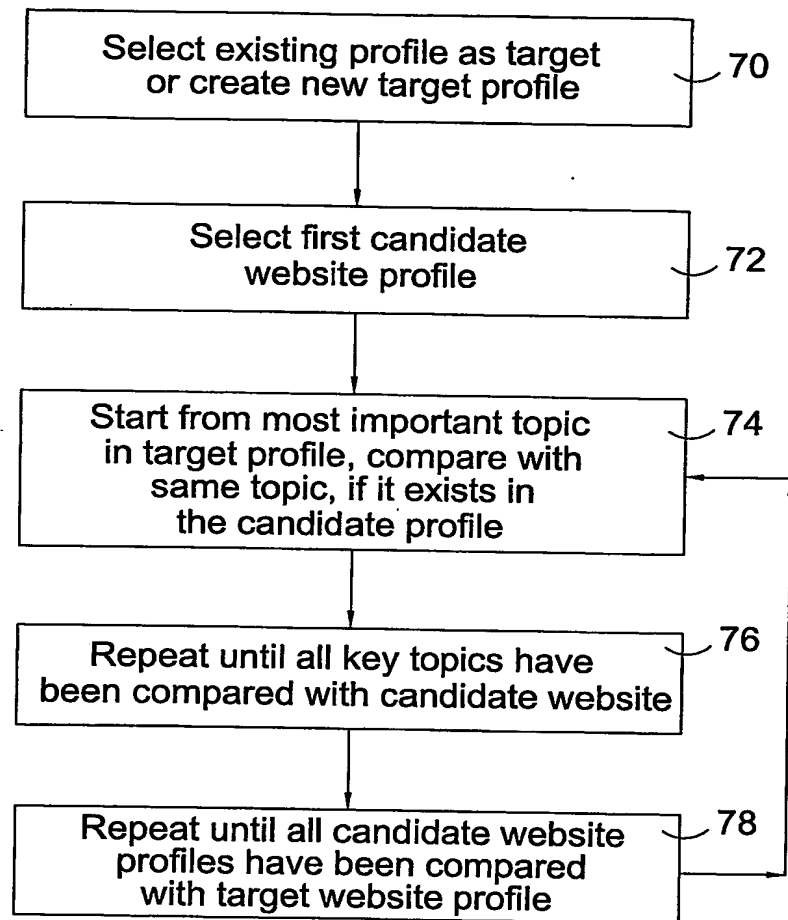 Select existing profile as target
or create new target profile
70
Select first candidate
website profile
72
Start from most important topic
in target profile, compare with
same topic, if it exists in
the candidate profile
74
Repeat until all key topics have
been compared with candidate website
76
Repeat until all candidate website
profiles have been compared
with target website profile
78